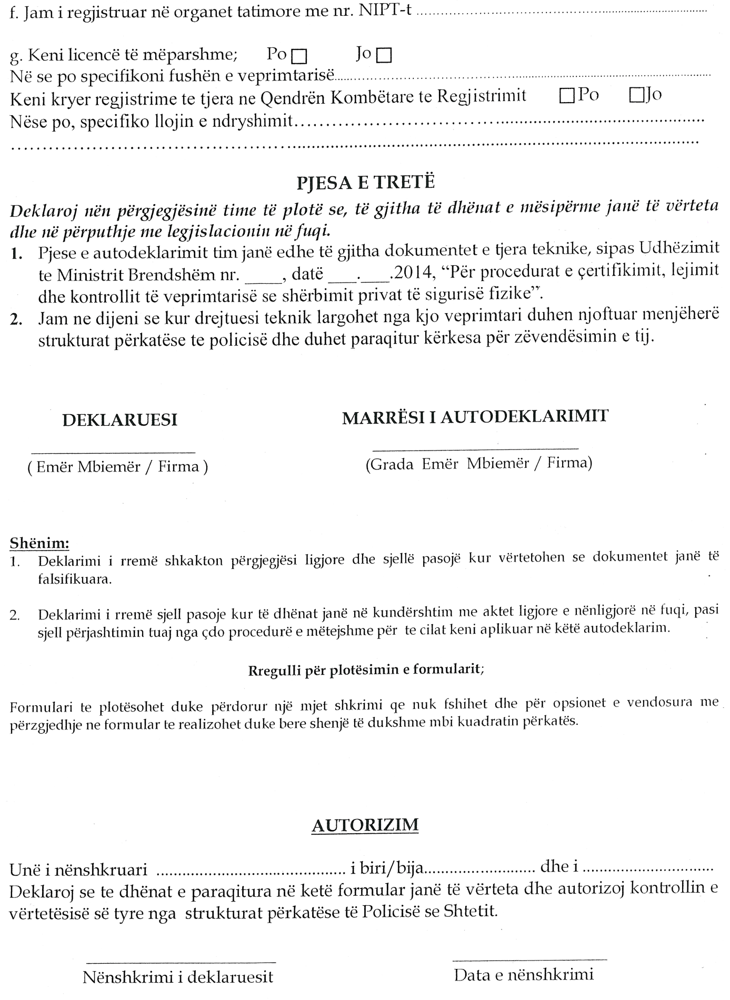 f. Jam i regjistruar në organet tatimore me nr. NIPT-t ..........
g. Keni licencë të mëparshme; Po ☐ Jo ☐
Në se po specifikoni fushën e veprimtarisë..........
Keni kryer regjistrime te tjera ne Qendrën Kombëtare te Regjistrimit ☐ Po ☐ Jo
Nëse po, specifiko llojin e ndryshimit..........
..........
PJESA E TRETË
Deklaroj nën përgjegjësinë time të plotë se, të gjitha të dhënat e mësipërme janë të vërteta
dhe në përputhje me legjislacionin në fuqi.
1. Pjese e autodeklarimit tim janë edhe të gjitha dokumentet e tjera teknike, sipas Udhëzimit
te Ministrit Brendshëm nr. _____, datë ____.____.2014, “Për procedurat e çertifikimit, lejimit
dhe kontrollit të veprimtarisë se shërbimit privat të sigurisë fizike”.
2. Jam ne dijeni se kur drejtuesi teknik largohet nga kjo veprimtari duhen njoftuar menjëherë
strukturat përkatëse te policisë dhe duhet paraqitur kërkesa për zëvendësimin e tij.
DEKLARUESI MARRËSI I AUTODEKLARIMIT
( Emër Mbiemër / Firma ) (Grada Emër Mbiemër / Firma)
Shënim:
1. Deklarimi i rremë shkakton përgjegjësi ligjore dhe sjellë pasojë kur vërtetohen se dokumentet janë të
falsifikuara.
2. Deklarimi i rremë sjell pasoje kur të dhënat janë në kundërshtim me aktet ligjore e nënligjorë në fuqi, pasi
sjell përjashtimin tuaj nga çdo procedurë e mëtejshme për te cilat keni aplikuar në këtë autodeklarim.
Rregulli për plotësimin e formularit;
Formulari te plotësohet duke përdorur një mjet shkrimi qe nuk fshihet dhe për opsionet e vendosura me
përzgjedhje ne formular te realizohet duke bere shenjë të dukshme mbi kuadratin përkatës.
AUTORIZIM
Unë i nënshkruari .......... i biri/bija.......... dhe i ..........
Deklaroj se te dhënat e paraqitura në ketë formular janë të vërteta dhe autorizoj kontrollin e
vërtetësisë së tyre nga strukturat përkatëse të Policisë se Shtetit.
Nënshkrimi i deklaruesit Data e nënshkrimi